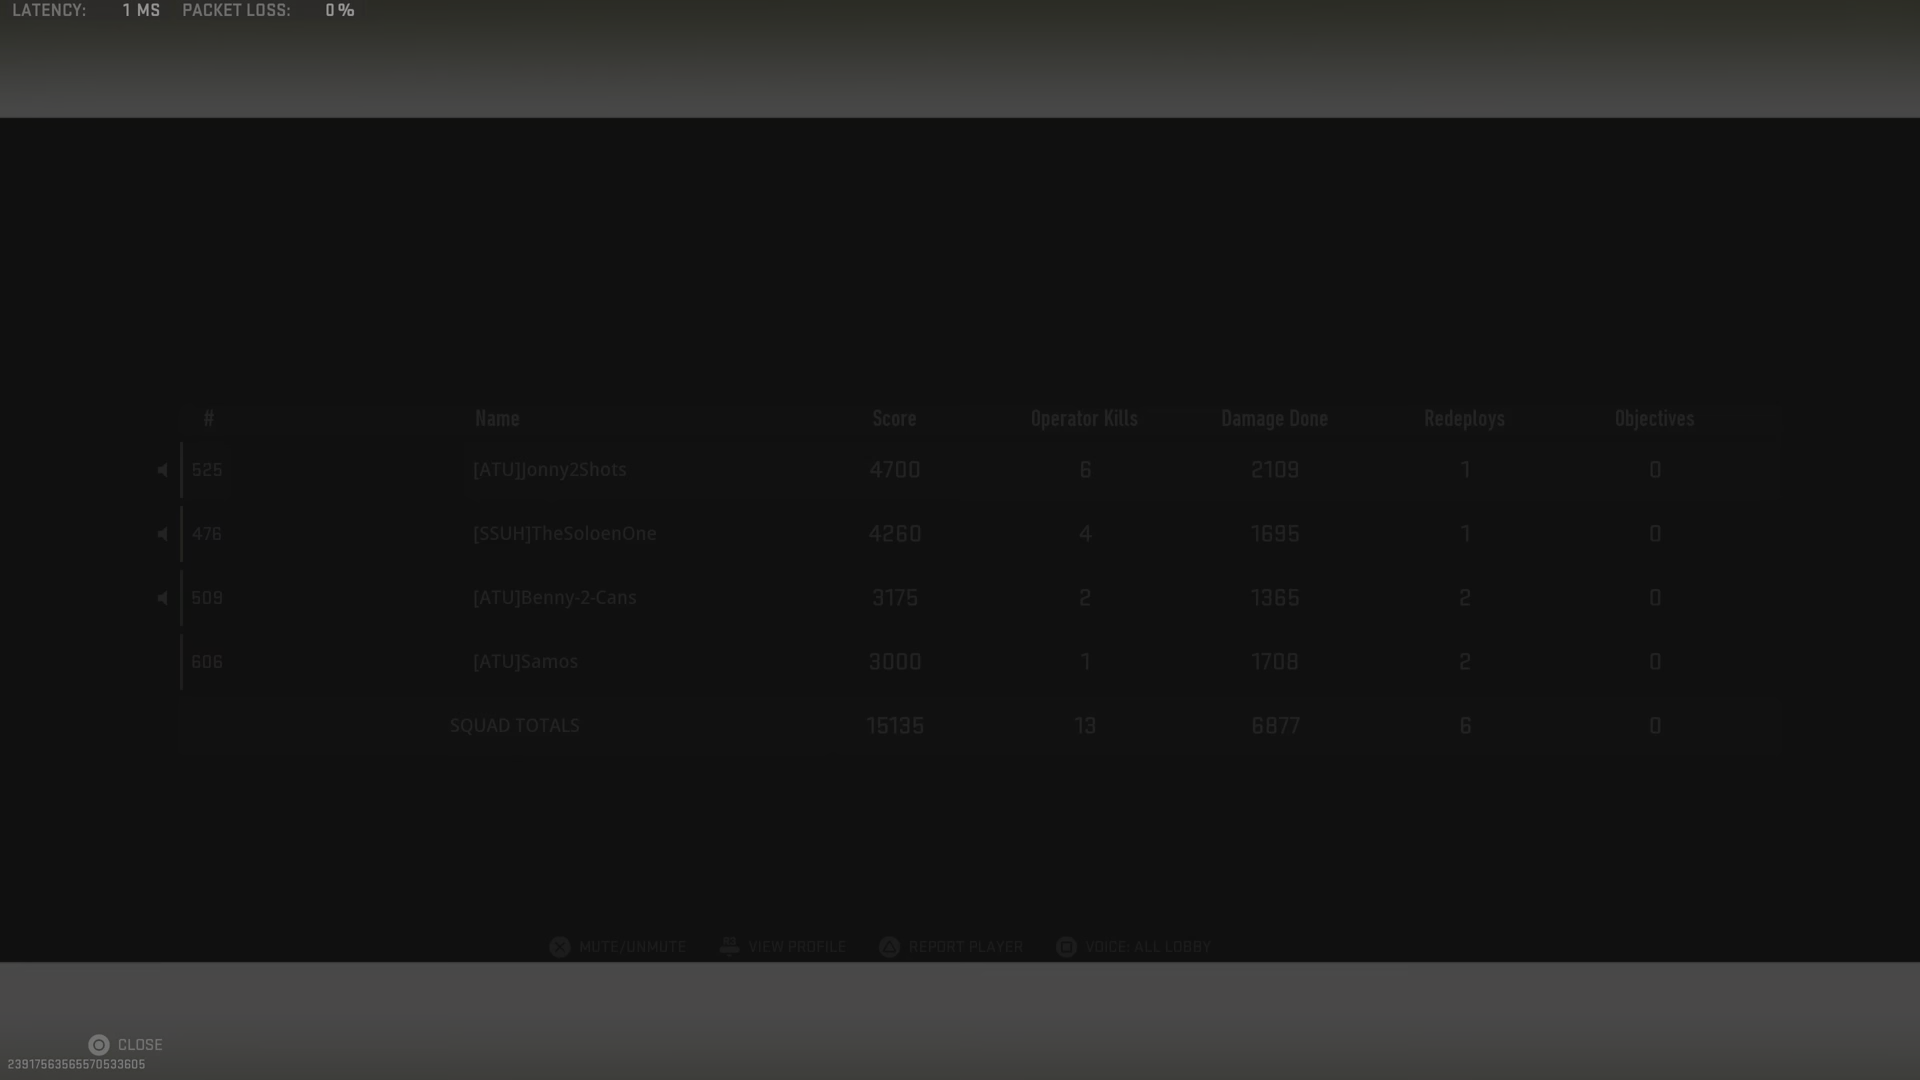 LATENCY: 1 MS PACKET LOSS: 0%
# Name Score Operator Kills Damage Done Redeploys Objectives
525 [ATU]Jonny2Shots 4700 6 2109 1 0
476 [SSUH]TheSoloenOne 4260 4 1695 1 0
509 [ATU]Benny-2-Cans 3175 2 1365 2 0
606 [ATU]Samos 3000 1 1708 2 0
SQUAD TOTALS 15135 13 6877 6 0
MUTE/UNMUTE R3 VIEW PROFILE REPORT PLAYER VOICE: ALL LOBBY
CLOSE
23917563565570533605